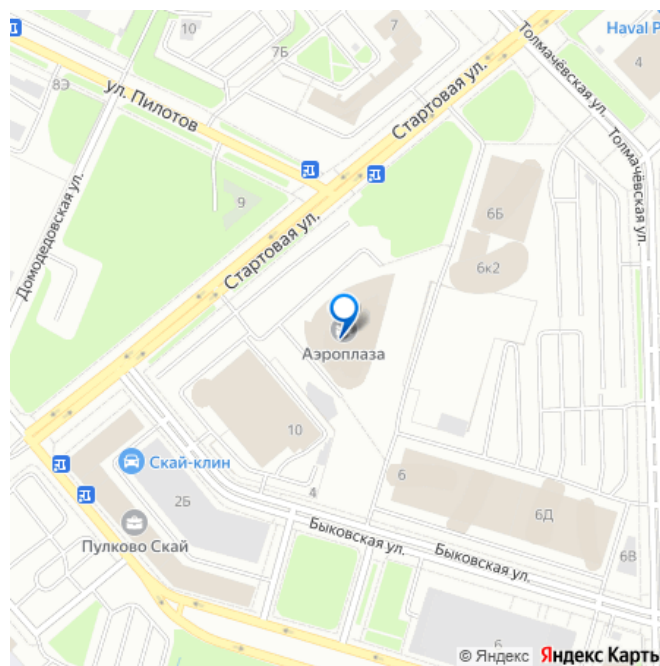 10
7
7Б
Haval P
4
Толмачёвская ул.
8Э
ул. Пилотов
Стартовая ул.
Толмачёвская ул.
Домодедовская ул.
9
6Б
Стартовая ул.
6к2
Аэроплаза
10
Скай-клин
6
4
2Б
6Д
Быковская ул.
Пулково Скай
Быковская ул.
6В
6
© Яндекс Яндекс Карть